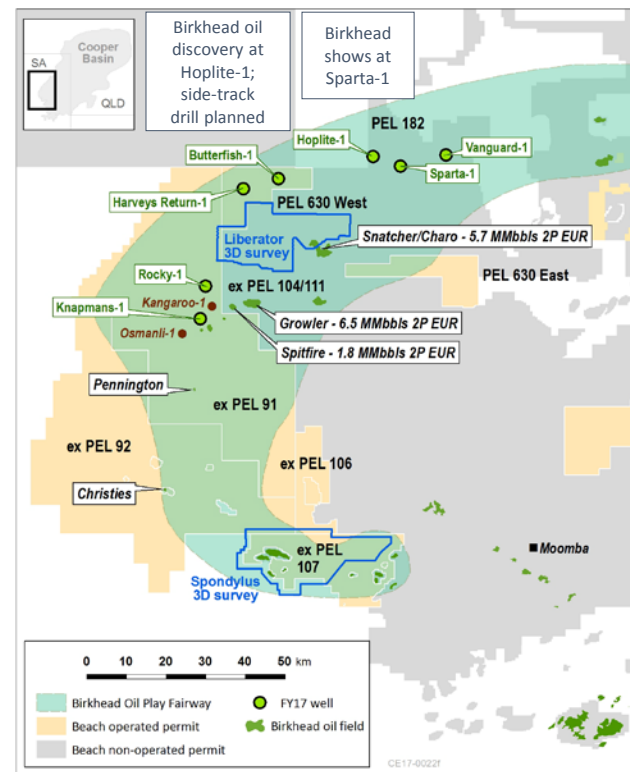 SA
Cooper
Basin
QLD
Birkhead oil
discovery at
Hoplite-1;
side-track
drill planned
Birkhead
shows at
Sparta-1
PEL 182
Hoplite-1
Vanguard-1
Butterfish-1
Sparta-1
Harveys Return-1
PEL 630 West
Liberator
3D survey
Snatcher/Charo - 5.7 MMbbls 2P EUR
PEL 630 East
Rocky-1
ex PEL 104/111
Kangaroo-1
Knapmans-1
Growler - 6.5 MMbbls 2P EUR
Osmanli-1
Spitfire - 1.8 MMbbls 2P EUR
Pennington
ex PEL 91
ex PEL 92
ex PEL 106
Christies
ex PEL
107
Moomba
Spondylus
3D survey
0 10 20 30 40 50 km
Birkhead Oil Play Fairway
FY17 well
Beach operated permit
Birkhead oil field
Beach non-operated permit
CE17-0022f